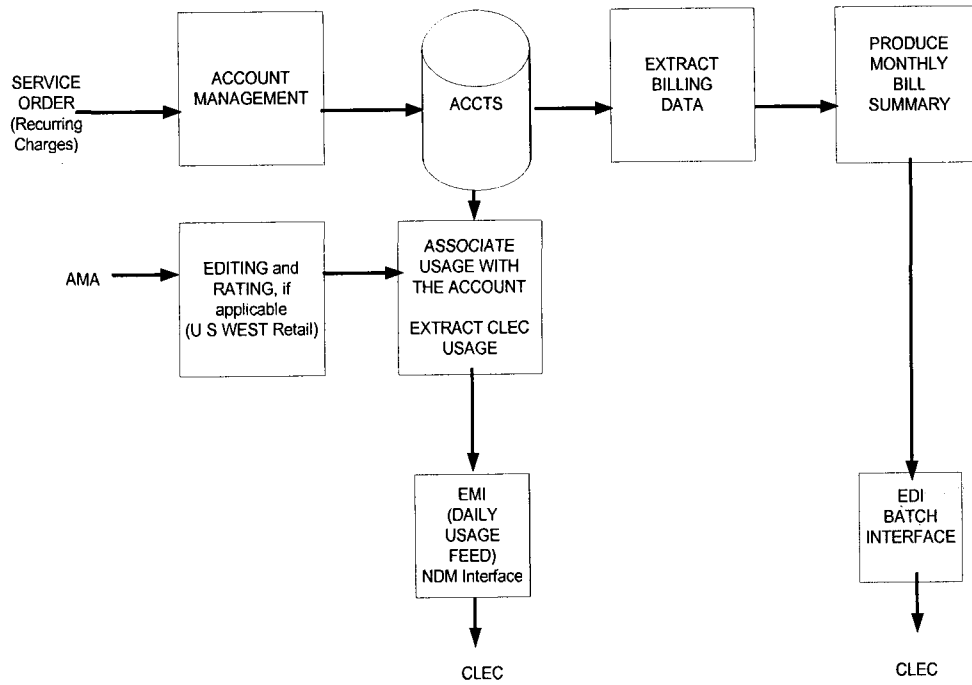 SERVICE
ORDER
(Recurring
Charges)
ACCOUNT
MANAGEMENT
ACCTS
EXTRACT
BILLING
DATA
PRODUCE
MONTHLY
BILL
SUMMARY
AMA
EDITING and
RATING, if
applicable
(U S WEST Retail)
ASSOCIATE
USAGE WITH
THE ACCOUNT
EXTRACT CLEC
USAGE
EMI
(DAILY
USAGE
FEED)
NDM Interface
CLEC
EDI
BATCH
INTERFACE
CLEC